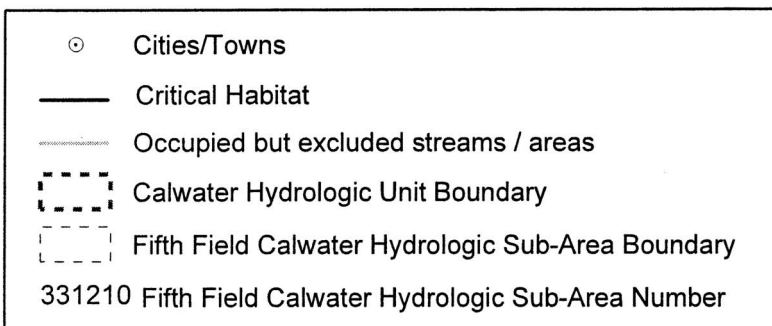 Cities/Towns
Critical Habitat
Occupied but excluded streams / areas
Calwater Hydrologic Unit Boundary
Fifth Field Calwater Hydrologic Sub-Area Boundary
331210 Fifth Field Calwater Hydrologic Sub-Area Number